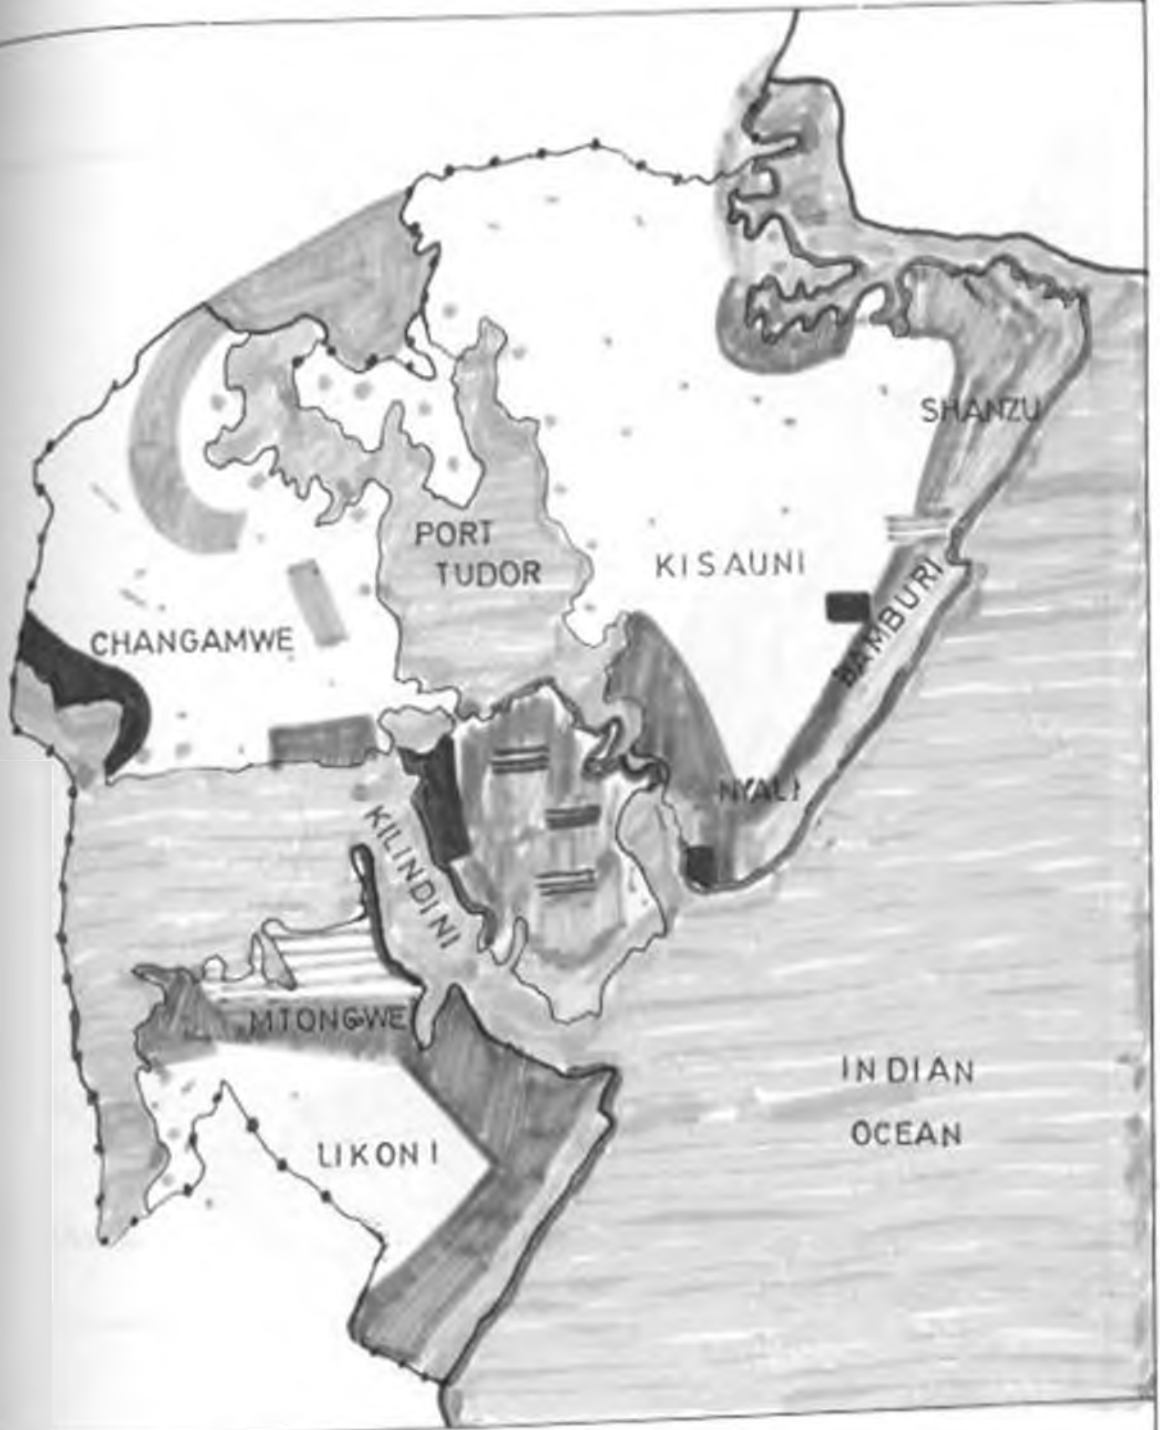 SHANZU
PORT
TUDOR
KISAUNI
BAMBURI
CHANGAMWE
NYALI
KILINDINI
MTONGWE
INDIAN
OCEAN
LIKONI